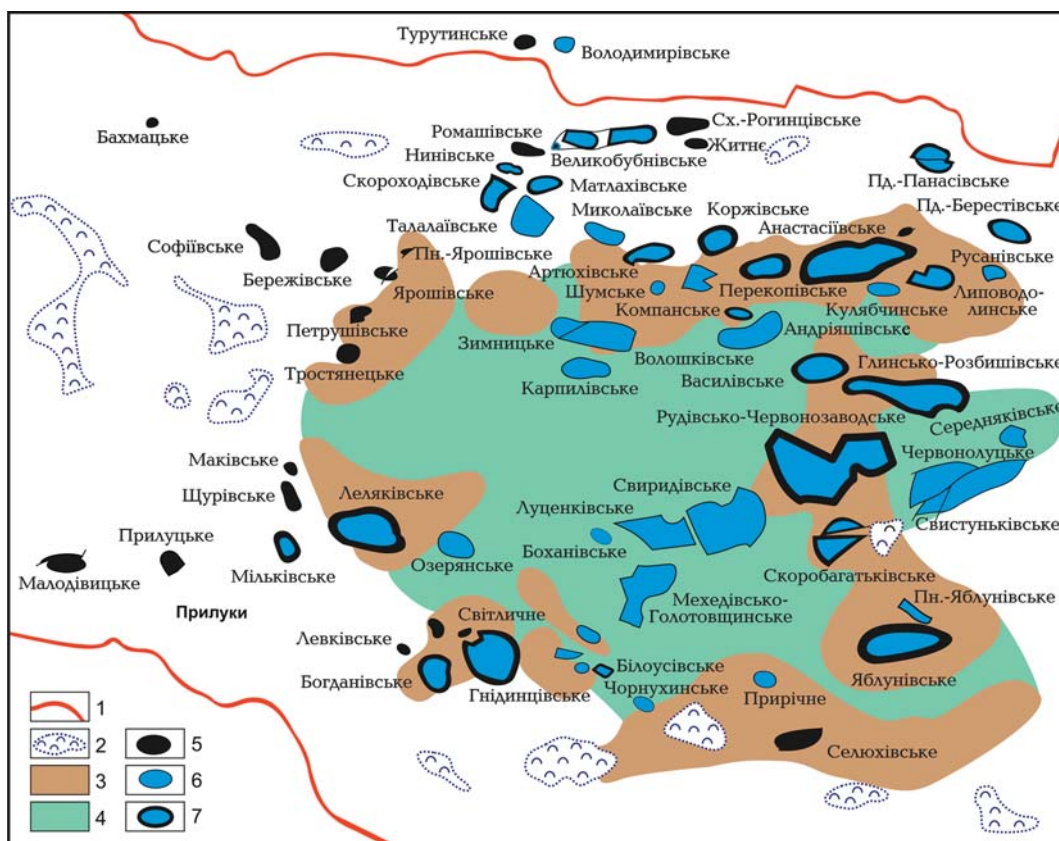 Турутинське
Володимирівське
Бахмацьке
Сх.-Рогинцівське
Ромашівське
Житнє
Великобубнівське
Нинівське
Скороходівське
Матлахівське
Пд.-Панасівське
Миколаївське
Коржівське
Пд.-Берестівське
Талалаївське
Анастасіївське
Софіївське
Пн.-Ярошівське
Русанівське
Бережівське
Артюхівське
Ярошівське
Шумське
Перекопівське
Липоводо-
линське
Компанське
Кулябчинське
Петрушівське
Зимницьке
Андріяшівське
Волошківське
Глинсько-Розбишівське
Тростянецьке
Карпилівське
Василівське
Рудівсько-Червонозаводське
Середняківське
Маківське
Червонолуцьке
Щурівське
Леляківське
Свиридівське
Луценківське
Свистуньківське
Прилуцьке
Боханівське
Малодівицьке
Мільківське
Озерянське
Скоробагатьківське
Прилуки
Мехедівсько-
Голотовщинське
Пн.-Яблунівське
Світличне
Левківське
Білоусівське
Богданівське
Гнідинцівське
Чорнухинське
Прирічне
Яблунівське
Селюхівське
1
2
5
3
6
4
7